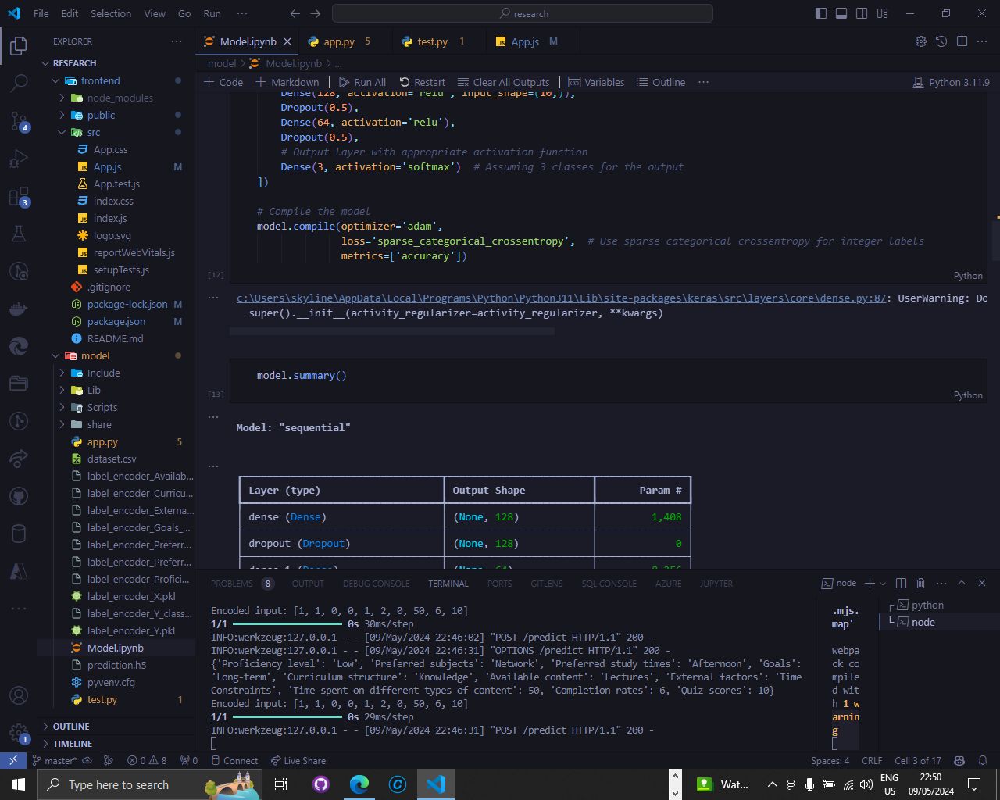 File Edit Selection View Go Run ··· research
EXPLORER
RESEARCH
frontend
node_modules
public
src
App.css
App.js M
App.test.js
index.css
index.js
logo.svg
reportWebVitals.js
setupTests.js
.gitignore
package-lock.json M
package.json M
README.md
model
Include
Lib
Scripts
share
app.py 5
dataset.csv
label_encoder_Availab...
label_encoder_Curricu...
label_encoder_Externa...
label_encoder_Goals_...
label_encoder_Preferr...
label_encoder_Preferr...
label_encoder_Profici...
label_encoder_X.pkl
label_encoder_Y_class...
label_encoder_Y.pkl
Model.ipynb
prediction.h5
pyvenv.cfg
test.py 1
OUTLINE
TIMELINE
4
3
1
Model.ipynb app.py 5 test.py 1 App.js M
model > Model.ipynb > ...
Code Markdown Run All Restart Clear All Outputs Variables Outline ··· Python 3.11.9
Dense(128, activation='relu', input_shape=(10,)),
Dropout(0.5),
Dense(64, activation='relu'),
Dropout(0.5),
# Output layer with appropriate activation function
Dense(3, activation='softmax') # Assuming 3 classes for the output
])
# Compile the model
model.compile(optimizer='adam',
loss='sparse_categorical_crossentropy', # Use sparse categorical crossentropy for integer labels
metrics=['accuracy'])
[12] Python
c:\Users\skyline\AppData\Local\Programs\Python\Python311\Lib\site-packages\keras\src\layers\core\dense.py:87: UserWarning: Do
super().__init__(activity_regularizer=activity_regularizer, **kwargs)
model.summary()
[13] Python
Model: "sequential"
Layer (type) Output Shape Param #
dense (Dense) (None, 128) 1,408
dropout (Dropout) (None, 128) 0
dense_1 (Dense) (None, 64) 8,256
PROBLEMS 8 OUTPUT DEBUG CONSOLE TERMINAL PORTS GITLENS SQL CONSOLE AZURE JUPYTER node
Encoded input: [1, 1, 0, 0, 1, 2, 0, 50, 6, 10]
1/1 0s 30ms/step
INFO:werkzeug:127.0.0.1 - - [09/May/2024 22:46:02] "POST /predict HTTP/1.1" 200 -
INFO:werkzeug:127.0.0.1 - - [09/May/2024 22:46:31] "OPTIONS /predict HTTP/1.1" 200 -
{'Proficiency level': 'Low', 'Preferred subjects': 'Network', 'Preferred study times': 'Afternoon', 'Goals':
'Long-term', 'Curriculum structure': 'Knowledge', 'Available content': 'Lectures', 'External factors': 'Time
Constraints', 'Time spent on different types of content': 50, 'Completion rates': 6, 'Quiz scores': 10}
Encoded input: [1, 1, 0, 0, 1, 2, 0, 50, 6, 10]
1/1 0s 29ms/step
INFO:werkzeug:127.0.0.1 - - [09/May/2024 22:46:31] "POST /predict HTTP/1.1" 200 -
.mjs.
map'
webpa
ck co
mpile
d wit
h 1 w
arnin
g
python
node
master* 0 8 0 Connect Live Share Spaces: 4 CRLF Cell 3 of 17
Type here to search Wat... ENG
US 22:50
09/05/2024